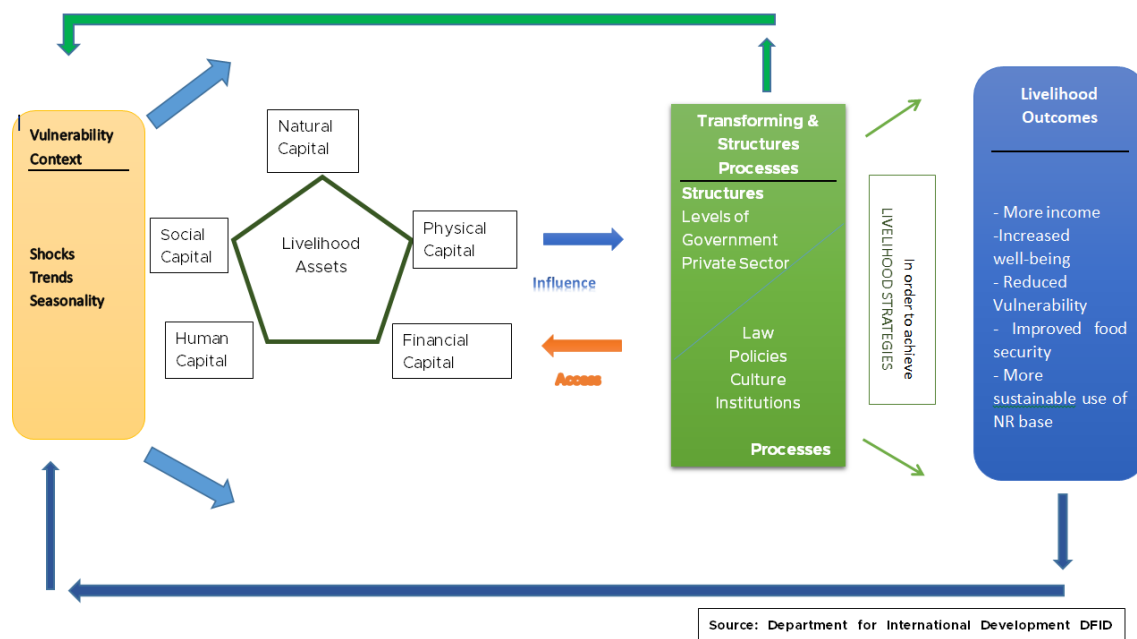 Vulnerability
Context
Shocks
Trends
Seasonality
Natural
Capital
Social
Capital
Livelihood
Assets
Physical
Capital
Human
Capital
Financial
Capital
Influence
Access
Transforming &
Structures
Processes
Structures
Levels of
Government
Private Sector
Law
Policies
Culture
Institutions
Processes
In order to achieve
LIVELIHOOD STRATEGIES
Livelihood
Outcomes
- More income
-Increased
well-being
- Reduced
Vulnerability
- Improved food
security
- More
sustainable use of
NR base
Source: Department for International Development DFID